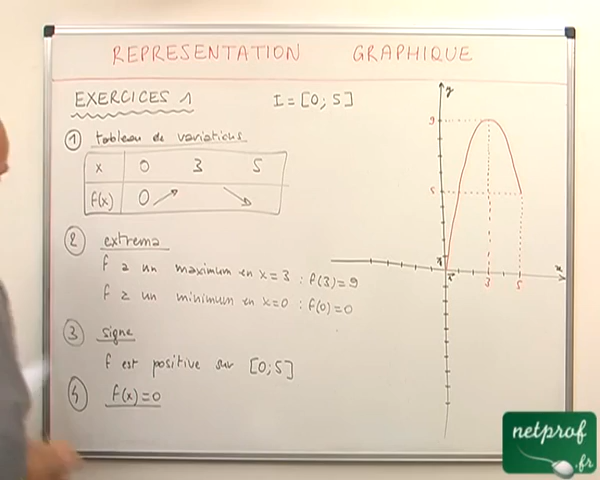 REPRESENTATION GRAPHIQUE
EXERCICES 1 I = [0; 5]
1 tableau de variations
x 0 3 5
f(x) 0
2 extrema
f a un maximum en x=3 : f(3)=9
f a un minimum en x=0 : f(0)=0
3 signe
f est positive sur [0;5]
4 f(x)=0
y
9
5
1
3 5
x
netprof
.fr